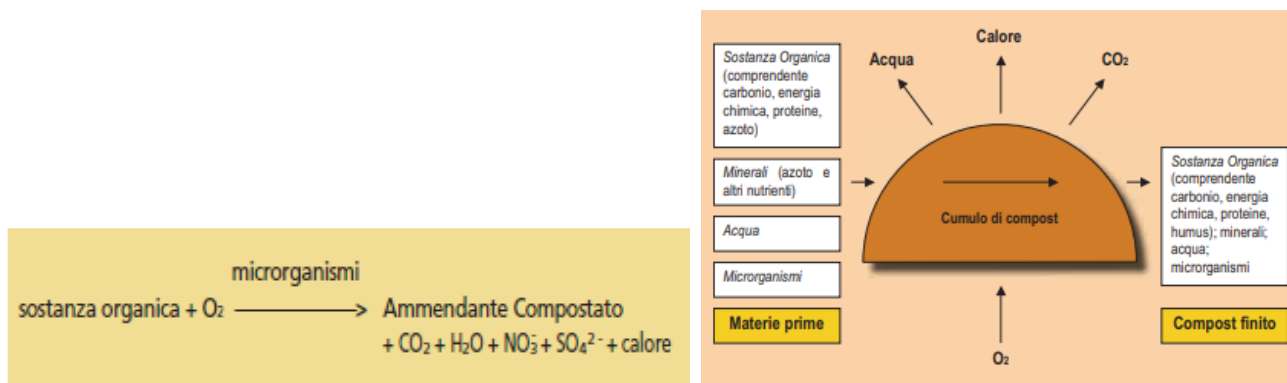 microrganismi
sostanza organica + O₂ ⟶ Ammendante Compostato
+ CO₂ + H₂O + NO₃⁻ + SO₄²⁻ + calore
Sostanza Organica
(comprendente
carbonio, energia
chimica, proteine,
azoto)
Minerali (azoto e
altri nutrienti)
Acqua
Microrganismi
Materie prime
Acqua
Calore
CO₂
Cumulo di compost
O₂
Sostanza Organica
(comprendente
carbonio, energia
chimica, proteine,
humus); minerali;
acqua;
microrganismi
Compost finito